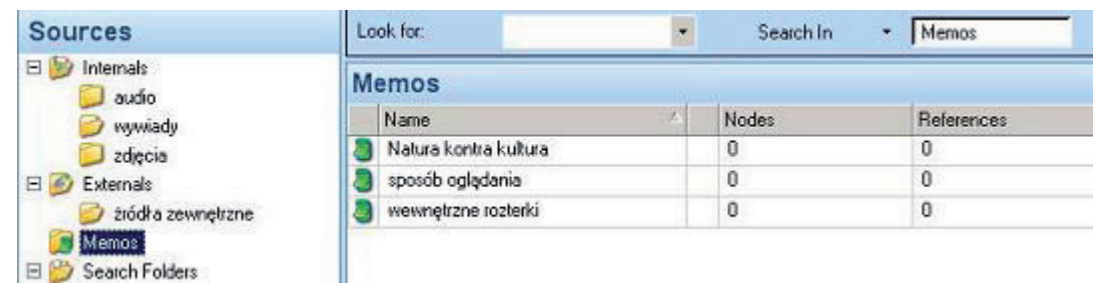 Sources
Internals
audio
wywiady
zdjęcia
Externals
źródła zewnętrzne
Memos
Search Folders
Look for: Search In Memos
Memos
Name Nodes References
Natura kontra kultura 0 0
sposób oglądania 0 0
wewnętrzne rozterki 0 0